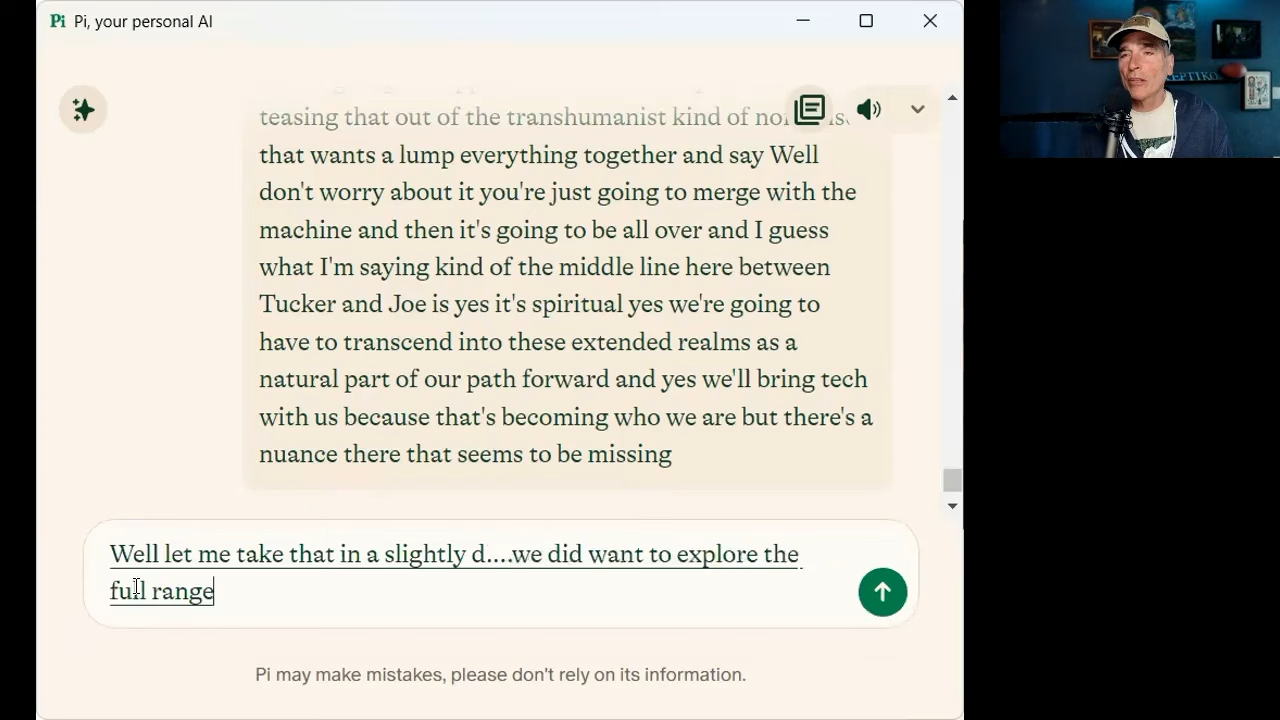 Pi Pi, your personal AI
teasing that out of the transhumanist kind of
that wants a lump everything together and say Well
don't worry about it you're just going to merge with the
machine and then it's going to be all over and I guess
what I'm saying kind of the middle line here between
Tucker and Joe is yes it's spiritual yes we're going to
have to transcend into these extended realms as a
natural part of our path forward and yes we'll bring tech
with us because that's becoming who we are but there's a
nuance there that seems to be missing
Well let me take that in a slightly d....we did want to explore the
full range
Pi may make mistakes, please don't rely on its information.